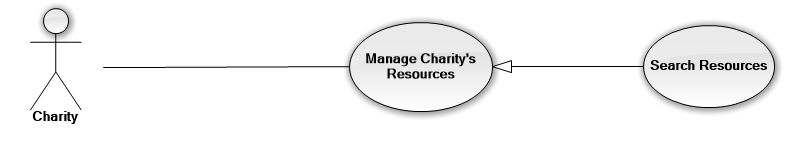 Manage Charity's
Resources
Search Resources
Charity